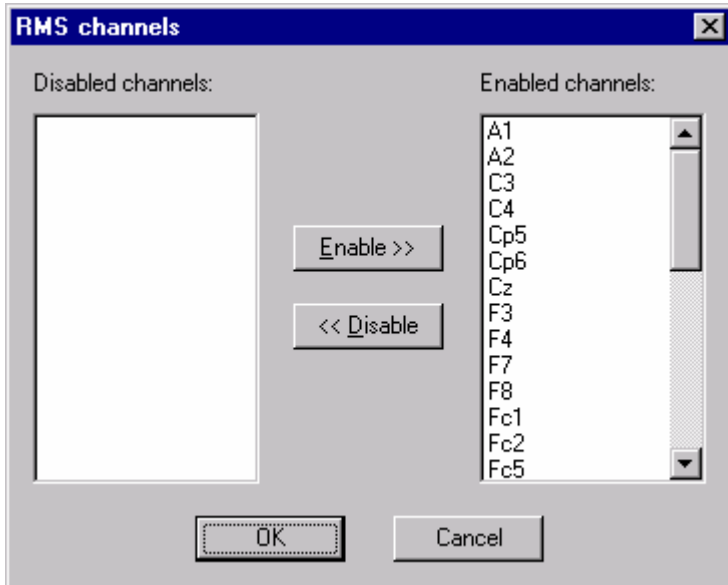 RMS channels
Disabled channels:
Enabled channels:
A1
A2
C3
C4
Cp5
Cp6
Cz
F3
F4
F7
F8
Fc1
Fc2
Fc5
Enable >>
<< Disable
OK
Cancel